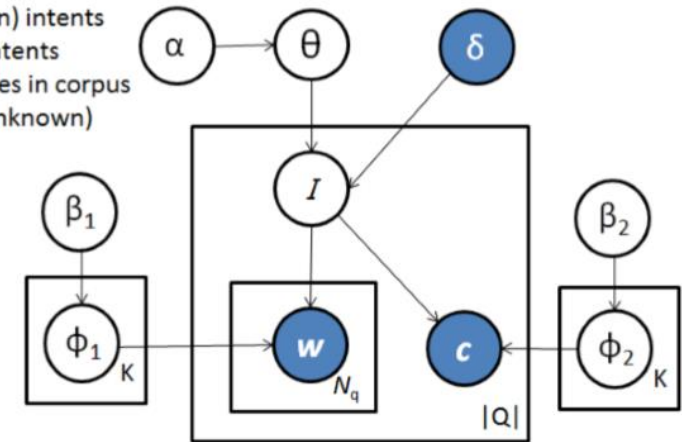 n) intents
ntents
es in corpus
nknown)
α
θ
δ
I
β1
β2
ϕ1
K
w
Nq
c
ϕ2
K
|Q|